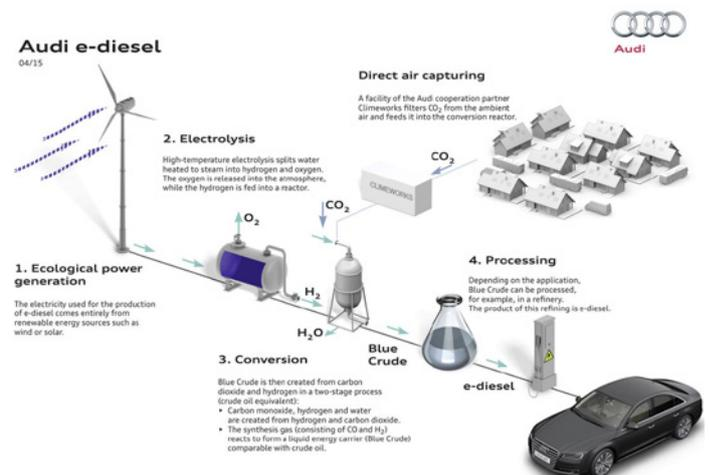 Audi e-diesel
04/15
Audi
Direct air capturing
A facility of the Audi cooperation partner
Climeworks filters CO₂ from the ambient
air and feeds it into the conversion reactor.
2. Electrolysis
High-temperature electrolysis splits water
heated to steam into hydrogen and oxygen.
The oxygen is released into the atmosphere,
while the hydrogen is fed into a reactor.
CO₂
CLIMEWORKS
CO₂
O₂
1. Ecological power
generation
The electricity used for the production
of e-diesel comes entirely from
renewable energy sources such as
wind or solar.
H₂
H₂O
4. Processing
Depending on the application,
Blue Crude can be processed,
for example, in a refinery.
The product of this refining is e-diesel.
Blue
Crude
e-diesel
3. Conversion
Blue Crude is then created from carbon
dioxide and hydrogen in a two-stage process
(crude oil equivalent):
‣ Carbon monoxide, hydrogen and water
are created from hydrogen and carbon dioxide.
‣ The synthesis gas (consisting of CO and H₂)
reacts to form a liquid energy carrier (Blue Crude)
comparable with crude oil.